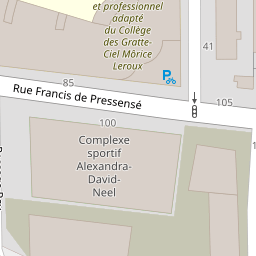 et professionnel
adapté
du Collège
des Gratte-
Ciel Môrice
Leroux
41
85
Rue Francis de Pressensé
105
100
Complexe
sportif
Alexandra-
David-
Neel